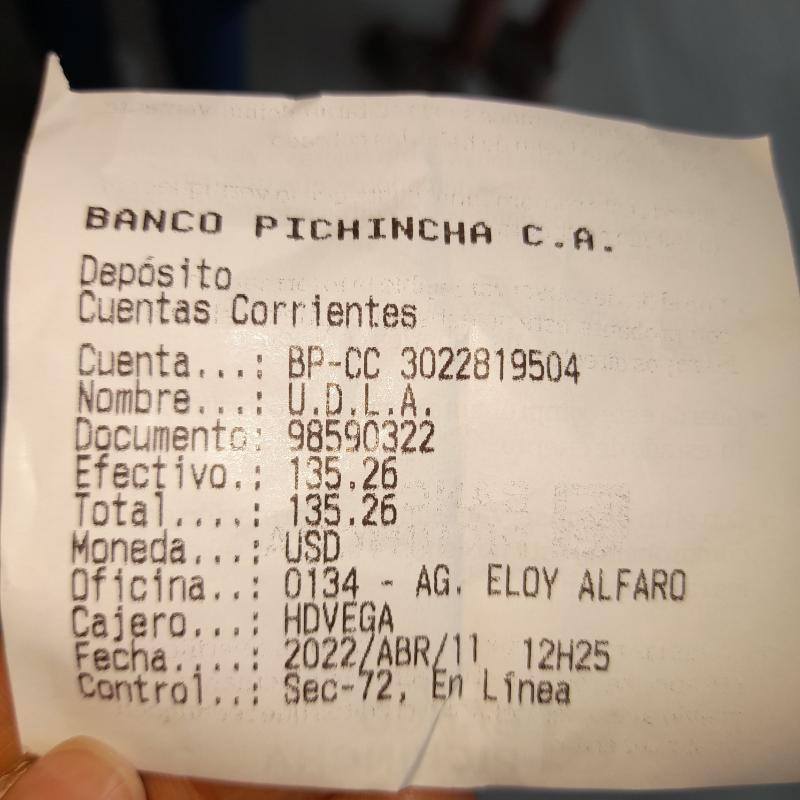 BANCO PICHINCHA C.A.
Depósito
Cuentas Corrientes
Cuenta...: BP-CC 3022819504
Nombre...: U.D.L.A.
Documento: 98590322
Efectivo.: 135.26
Total....: 135.26
Moneda...: USD
Oficina..: 0134 - AG. ELOY ALFARO
Cajero...: HDVEGA
Fecha....: 2022/ABR/11 12H25
Control..: Sec-72, En Línea